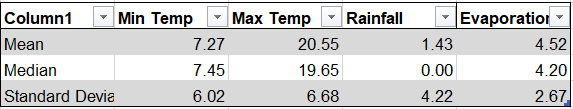 Column1 Min Temp Max Temp Rainfall Evaporation
Mean 7.27 20.55 1.43 4.52
Median 7.45 19.65 0.00 4.20
Standard Devia 6.02 6.68 4.22 2.67